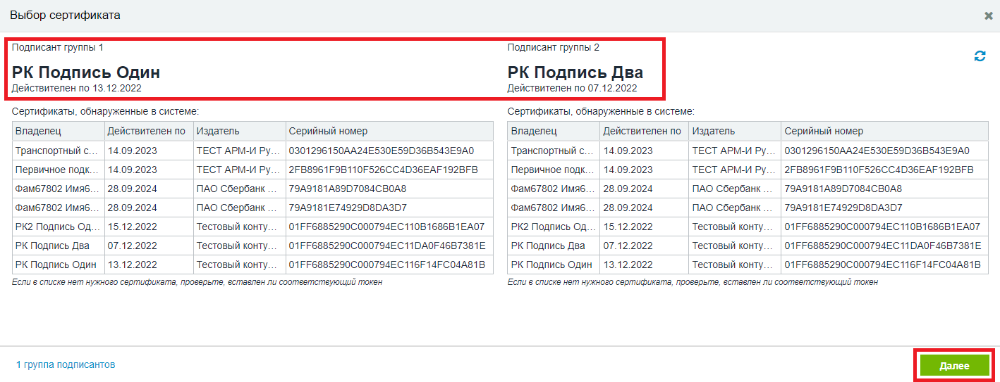 Выбор сертификата
Подписант группы 1
РК Подпись Один
Действителен по 13.12.2022
Подписант группы 2
РК Подпись Два
Действителен по 07.12.2022
Сертификаты, обнаруженные в системе:
Владелец Действителен по Издатель Серийный номер
Транспортный с… 14.09.2023 ТЕСТ АРМ-И Ру… 0301296150AA24E530E59D36B543E9A0
Первичное подк… 14.09.2023 ТЕСТ АРМ-И Ру… 2FB8961F9B110F526CC4D36EAF192BFB
Фам67802 Имя6… 28.09.2024 ПАО Сбербанк … 79A9181A89D7084CB0A8
Фам67802 Имя6… 28.09.2024 ПАО Сбербанк … 79A9181E74929D8DA3D7
РК2 Подпись Од… 15.12.2022 Тестовый конту… 01FF6885290C000794EC110B1686B1EA07
РК Подпись Два 07.12.2022 Тестовый конту… 01FF6885290C000794EC11DA0F46B7381E
РК Подпись Один 13.12.2022 Тестовый конту… 01FF6885290C000794EC116F14FC04A81B
Если в списке нет нужного сертификата, проверьте, вставлен ли соответствующий токен
Сертификаты, обнаруженные в системе:
Владелец Действителен по Издатель Серийный номер
Транспортный с… 14.09.2023 ТЕСТ АРМ-И Ру… 0301296150AA24E530E59D36B543E9A0
Первичное подк… 14.09.2023 ТЕСТ АРМ-И Ру… 2FB8961F9B110F526CC4D36EAF192BFB
Фам67802 Имя6… 28.09.2024 ПАО Сбербанк … 79A9181A89D7084CB0A8
Фам67802 Имя6… 28.09.2024 ПАО Сбербанк … 79A9181E74929D8DA3D7
РК2 Подпись Од… 15.12.2022 Тестовый конту… 01FF6885290C000794EC110B1686B1EA07
РК Подпись Два 07.12.2022 Тестовый конту… 01FF6885290C000794EC11DA0F46B7381E
РК Подпись Один 13.12.2022 Тестовый конту… 01FF6885290C000794EC116F14FC04A81B
Если в списке нет нужного сертификата, проверьте, вставлен ли соответствующий токен
1 группа подписантов
Далее